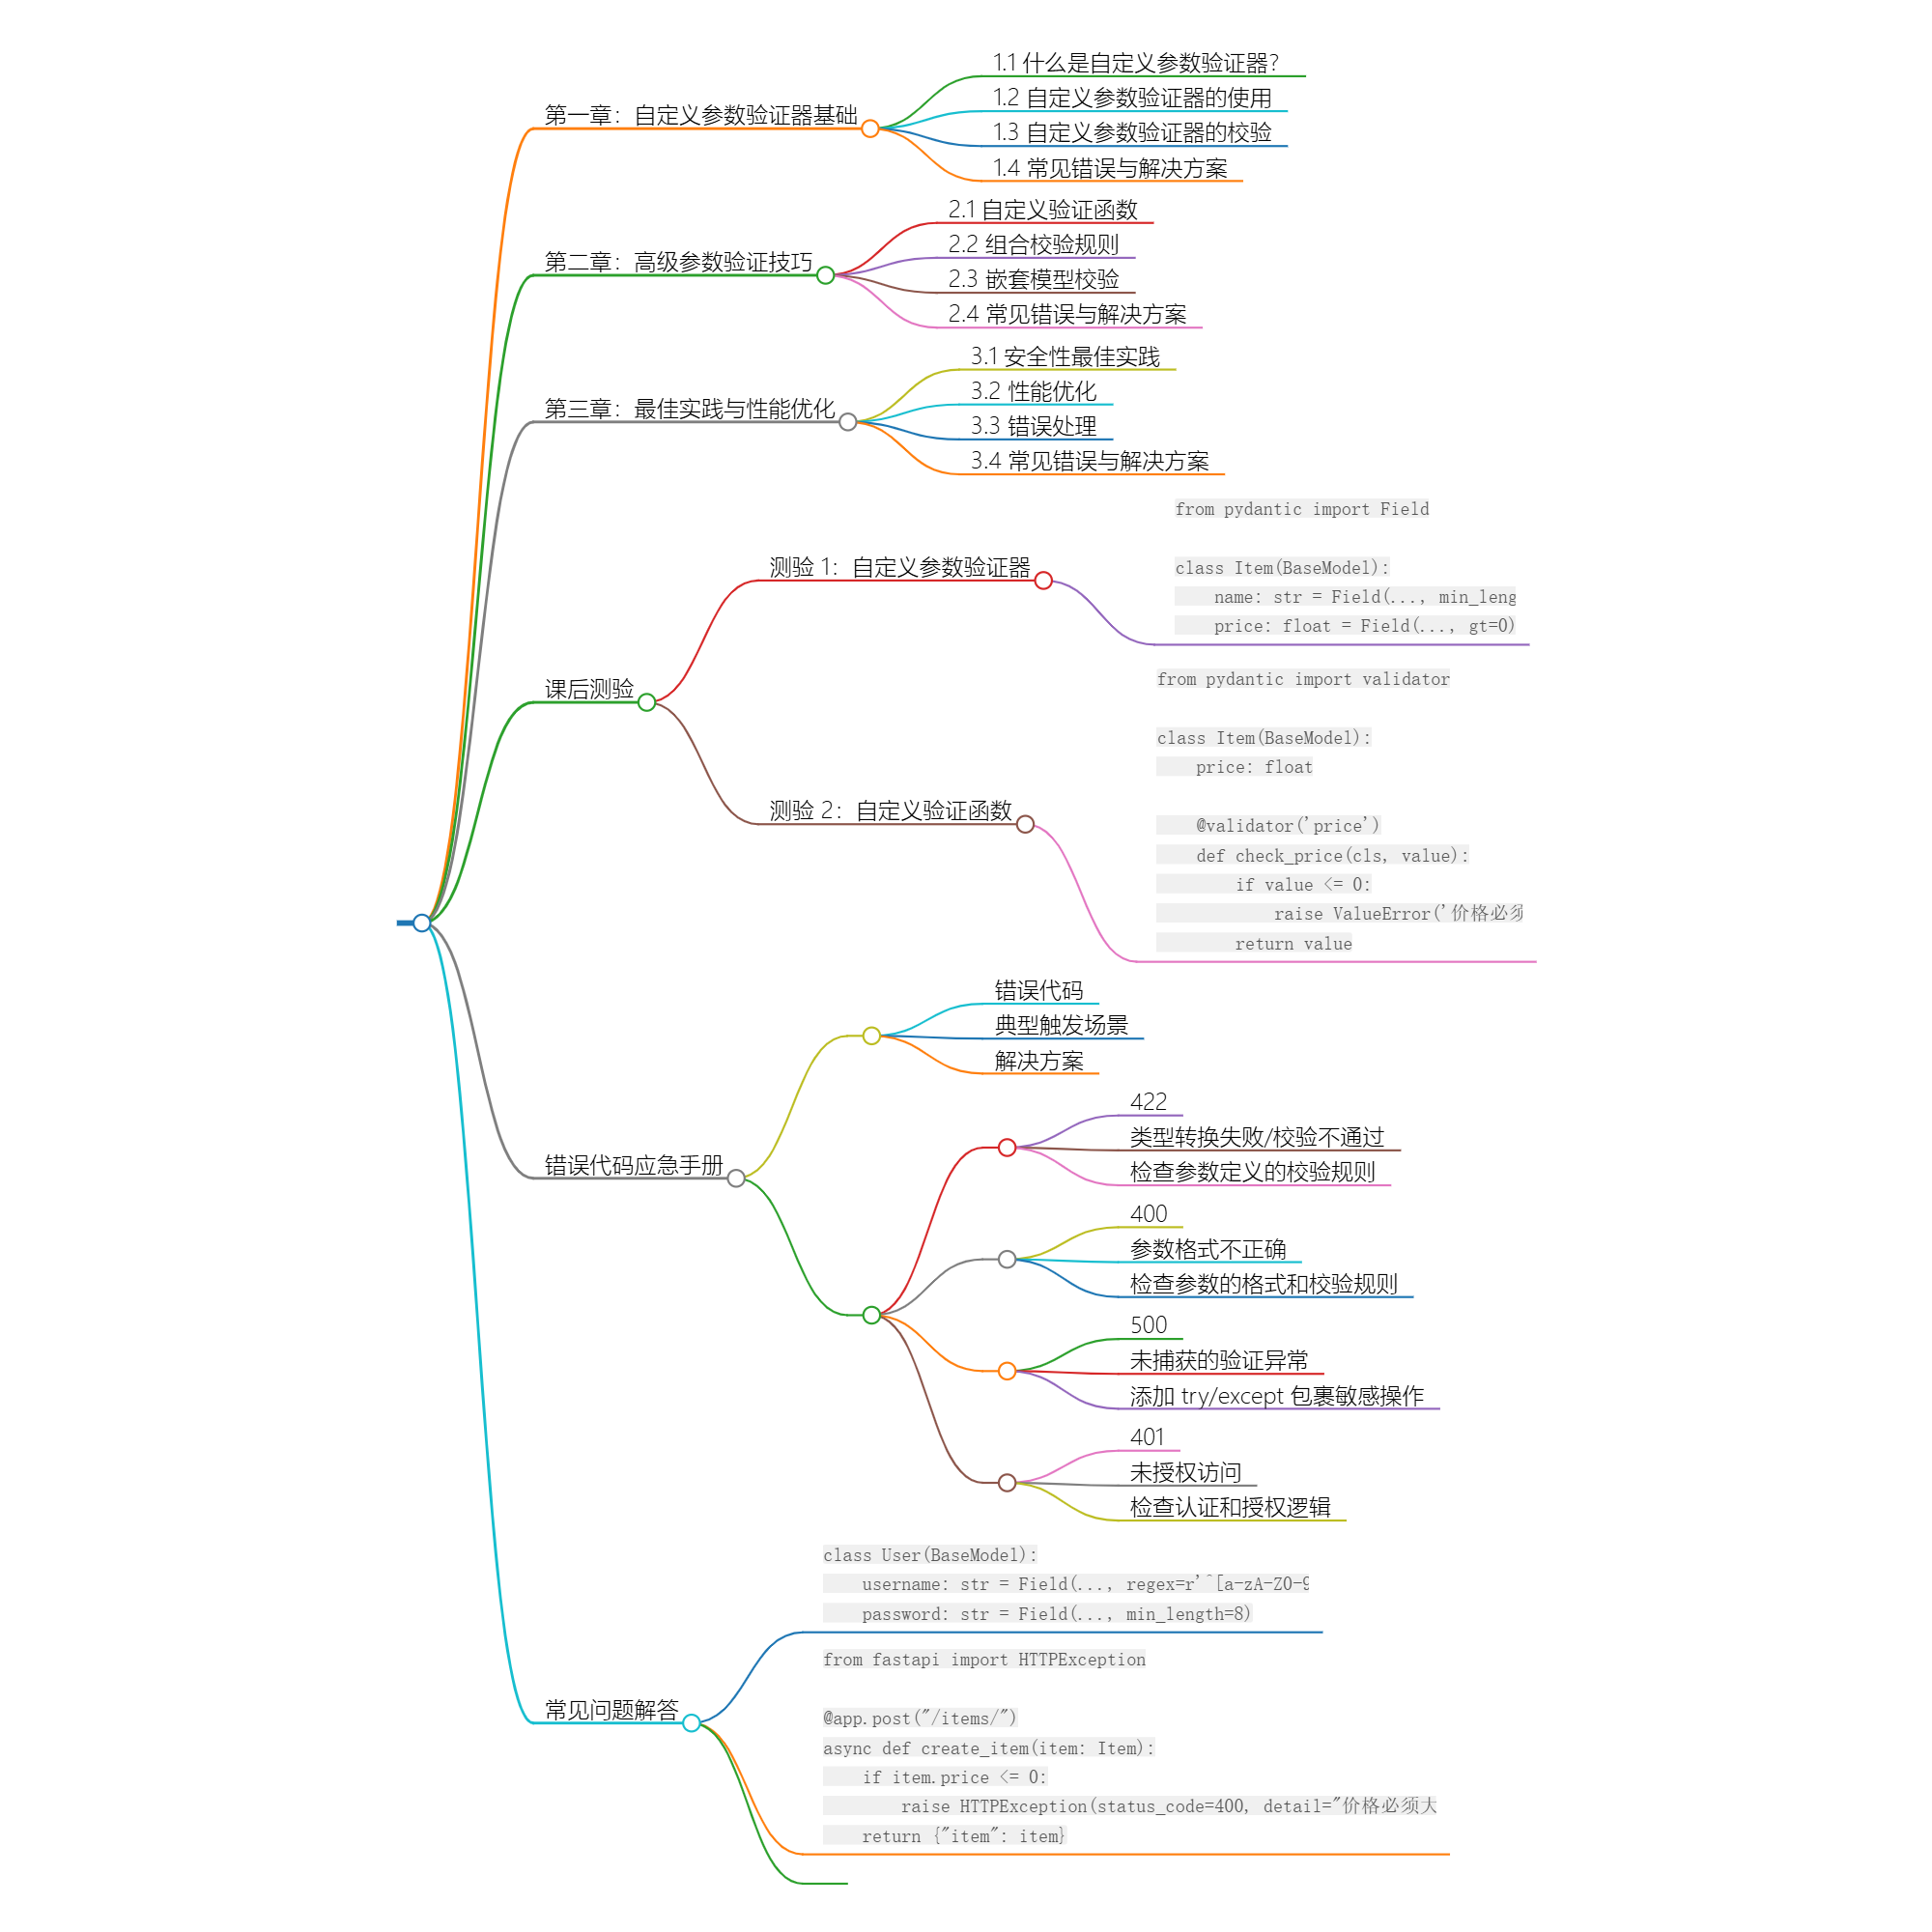 第一章：自定义参数验证器基础
1.1 什么是自定义参数验证器？
1.2 自定义参数验证器的使用
1.3 自定义参数验证器的校验
1.4 常见错误与解决方案
第二章：高级参数验证技巧
2.1 自定义验证函数
2.2 组合校验规则
2.3 嵌套模型校验
2.4 常见错误与解决方案
第三章：最佳实践与性能优化
3.1 安全性最佳实践
3.2 性能优化
3.3 错误处理
3.4 常见错误与解决方案
课后测验
测验 1：自定义参数验证器
from pydantic import Field
class Item(BaseModel):
    name: str = Field(..., min_leng
    price: float = Field(..., gt=0)
测验 2：自定义验证函数
from pydantic import validator
class Item(BaseModel):
    price: float
    @validator('price')
    def check_price(cls, value):
        if value <= 0:
            raise ValueError('价格必须
        return value
错误代码应急手册
错误代码
典型触发场景
解决方案
422
类型转换失败/校验不通过
检查参数定义的校验规则
400
参数格式不正确
检查参数的格式和校验规则
500
未捕获的验证异常
添加 try/except 包裹敏感操作
401
未授权访问
检查认证和授权逻辑
常见问题解答
class User(BaseModel):
    username: str = Field(..., regex=r'^[a-zA-Z0-9
    password: str = Field(..., min_length=8)
from fastapi import HTTPException
@app.post("/items/")
async def create_item(item: Item):
    if item.price <= 0:
        raise HTTPException(status_code=400, detail="价格必须大
    return {"item": item}